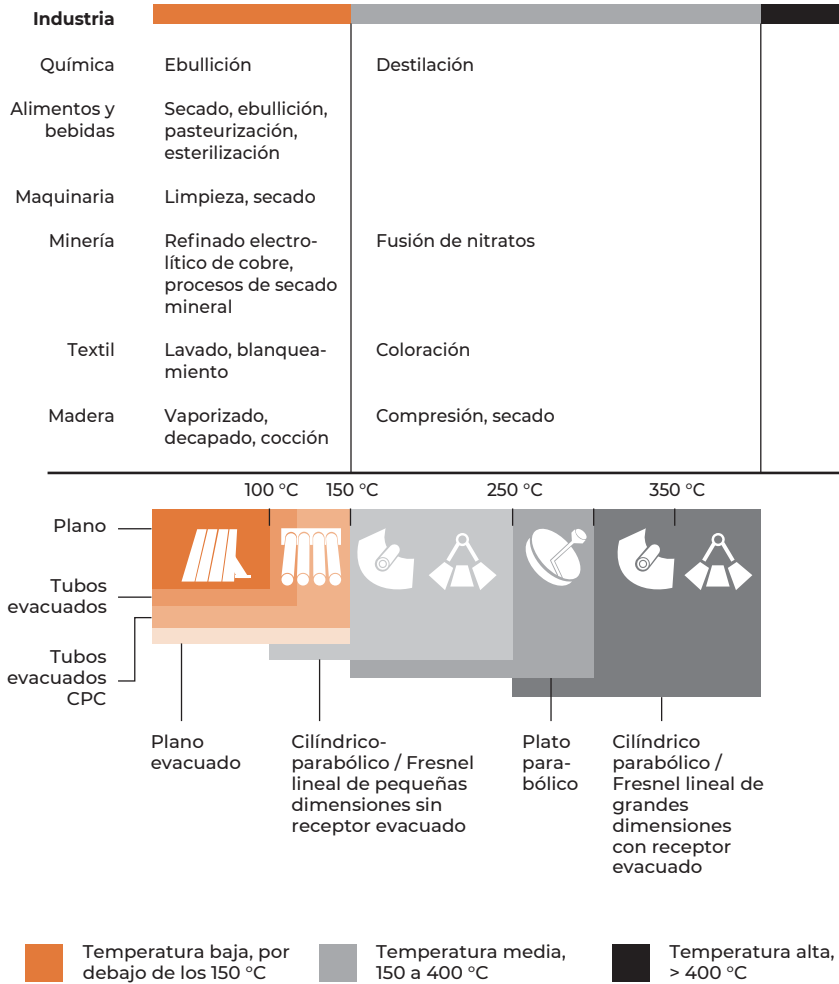 Industria
Química
Ebullición
Destilación
Alimentos y
bebidas
Secado, ebullición,
pasteurización,
esterilización
Maquinaria
Limpieza, secado
Minería
Refinado electro-
lítico de cobre,
procesos de secado
mineral
Fusión de nitratos
Textil
Lavado, blanquea-
miento
Coloración
Madera
Vaporizado,
decapado, cocción
Compresión, secado
100 °C
150 °C
250 °C
350 °C
Plano
Tubos
evacuados
Tubos
evacuados
CPC
Plano
evacuado
Cilíndrico-
parabólico / Fresnel
lineal de pequeñas
dimensiones sin
receptor evacuado
Plato
para-
bólico
Cilíndrico
parabólico /
Fresnel lineal de
grandes
dimensiones
con receptor
evacuado
Temperatura baja, por
debajo de los 150 °C
Temperatura media,
150 a 400 °C
Temperatura alta,
> 400 °C